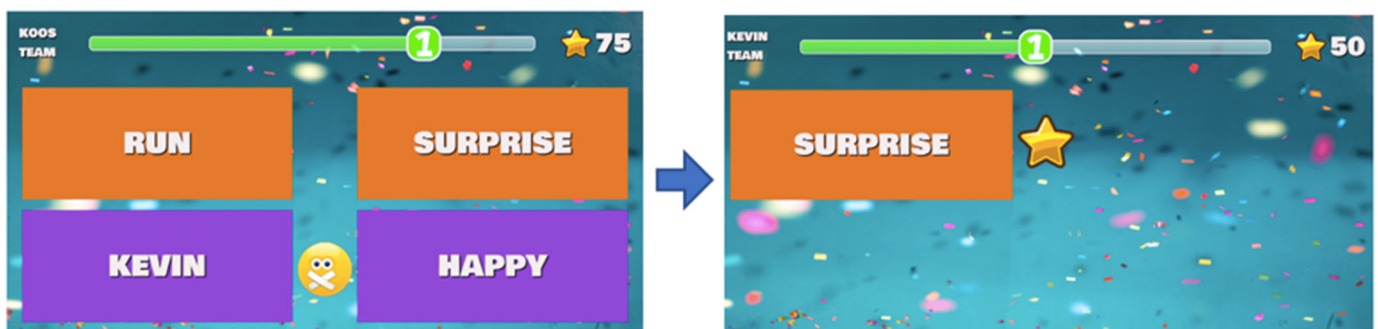 KOOS
TEAM
1
75
RUN
SURPRISE
KEVIN
HAPPY
KEVIN
TEAM
1
50
SURPRISE